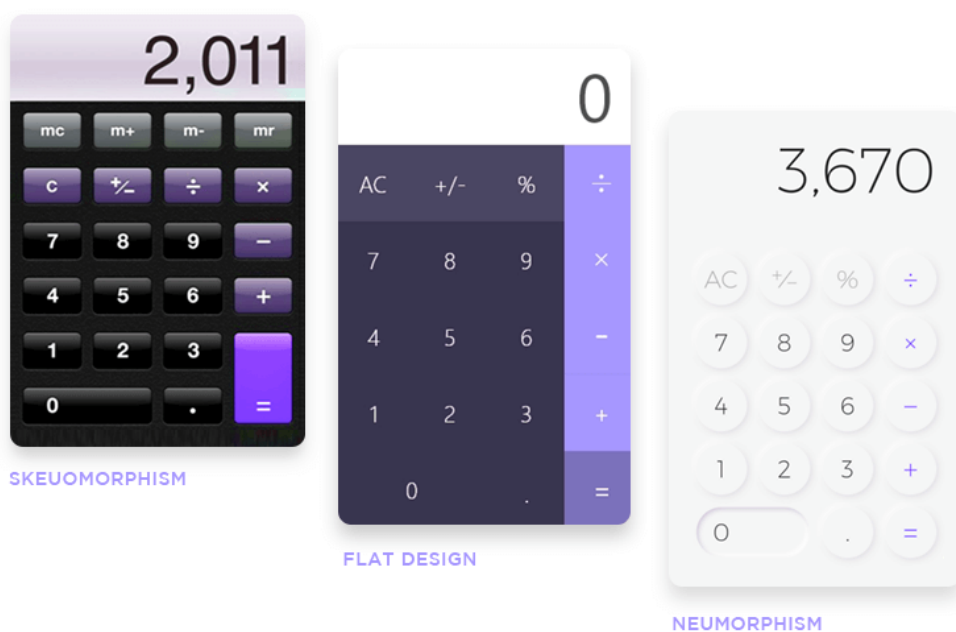 2,011
mc m+ m- mr
c +/− ÷ ×
7 8 9 −
4 5 6 +
1 2 3
0 . =
SKEUOMORPHISM
0
AC +/- % ÷
7 8 9 ×
4 5 6 −
1 2 3 +
0 . =
FLAT DESIGN
3,670
AC +/− % ÷
7 8 9 ×
4 5 6 −
1 2 3 +
0 . =
NEUMORPHISM